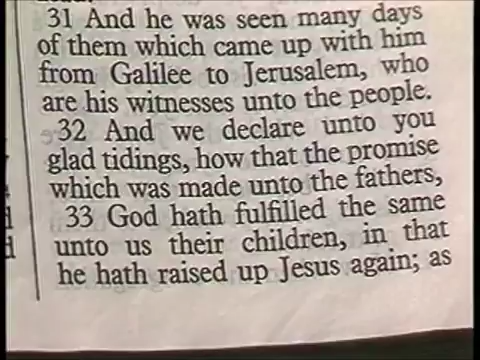 31 And he was seen many days
of them which came up with him
from Galilee to Jerusalem, who
are his witnesses unto the people.
32 And we declare unto you
glad tidings, how that the promise
which was made unto the fathers,
33 God hath fulfilled the same
unto us their children, in that
he hath raised up Jesus again; as